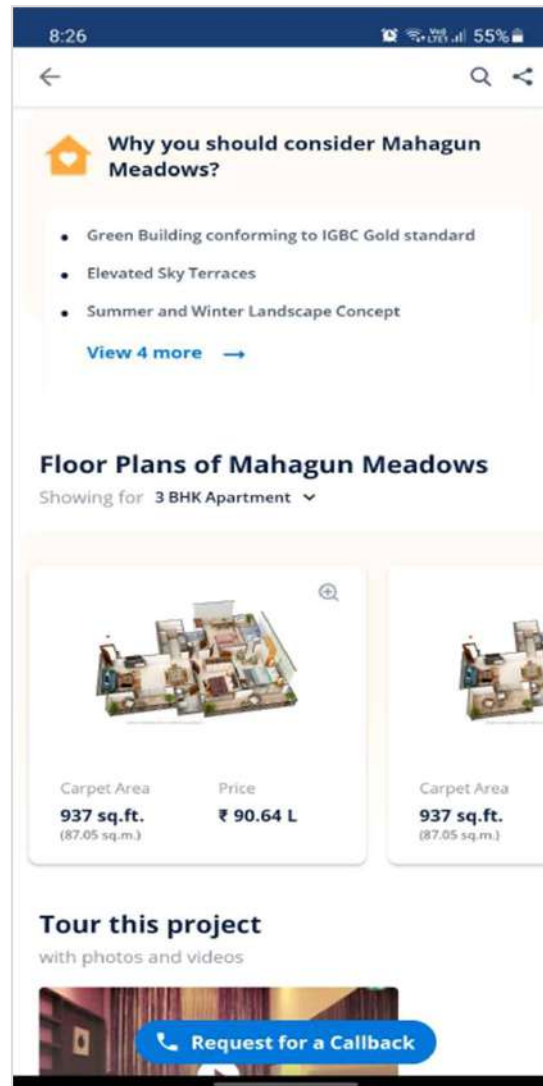 8:26
55%
Why you should consider Mahagun
Meadows?
Green Building conforming to IGBC Gold standard
Elevated Sky Terraces
Summer and Winter Landscape Concept
View 4 more →
Floor Plans of Mahagun Meadows
Showing for 3 BHK Apartment
Carpet Area Price Carpet Area
937 sq.ft. ₹ 90.64 L 937 sq.ft.
(87.05 sq.m.) (87.05 sq.m.)
Tour this project
with photos and videos
Request for a Callback